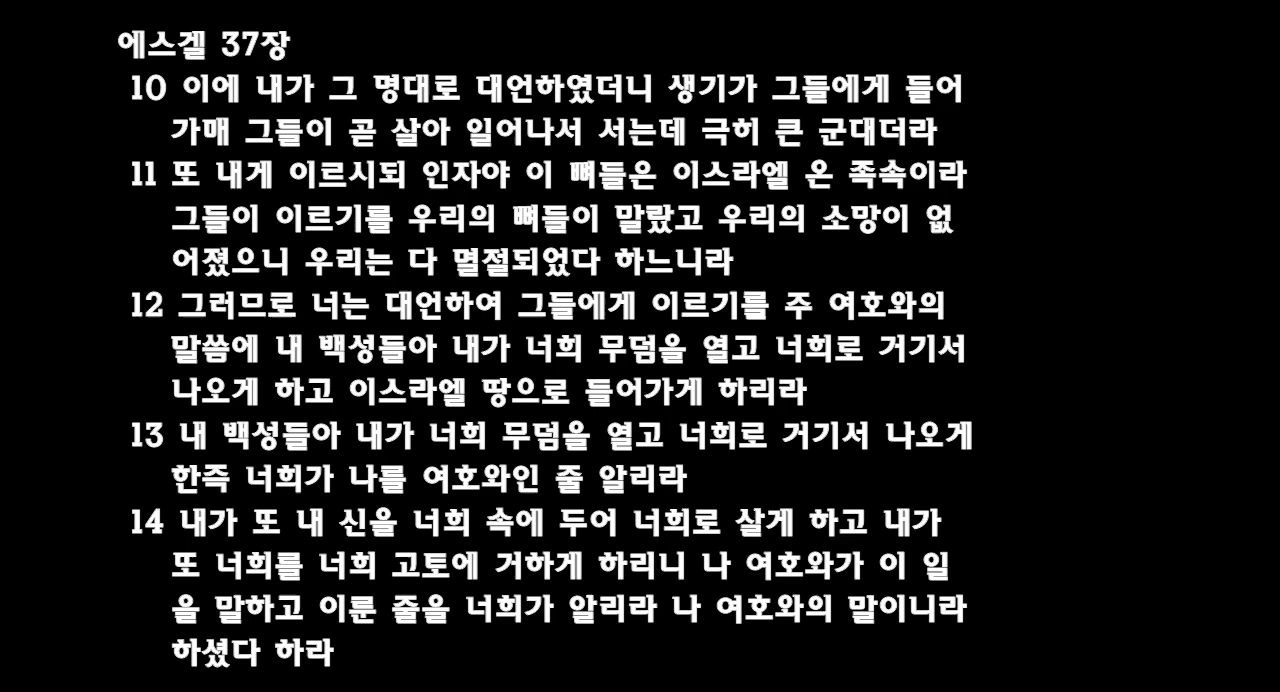 에스겔 37장
10 이에 내가 그 명대로 대언하였더니 생기가 그들에게 들어
가매 그들이 곧 살아 일어나서 서는데 극히 큰 군대더라
11 또 내게 이르시되 인자야 이 뼈들은 이스라엘 온 족속이라
그들이 이르기를 우리의 뼈들이 말랐고 우리의 소망이 없
어졌으니 우리는 다 멸절되었다 하느니라
12 그러므로 너는 대언하여 그들에게 이르기를 주 여호와의
말씀에 내 백성들아 내가 너희 무덤을 열고 너희로 거기서
나오게 하고 이스라엘 땅으로 들어가게 하리라
13 내 백성들아 내가 너희 무덤을 열고 너희로 거기서 나오게
한즉 너희가 나를 여호와인 줄 알리라
14 내가 또 내 신을 너희 속에 두어 너희로 살게 하고 내가
또 너희를 너희 고토에 거하게 하리니 나 여호와가 이 일
을 말하고 이룬 줄을 너희가 알리라 나 여호와의 말이니라
하셨다 하라